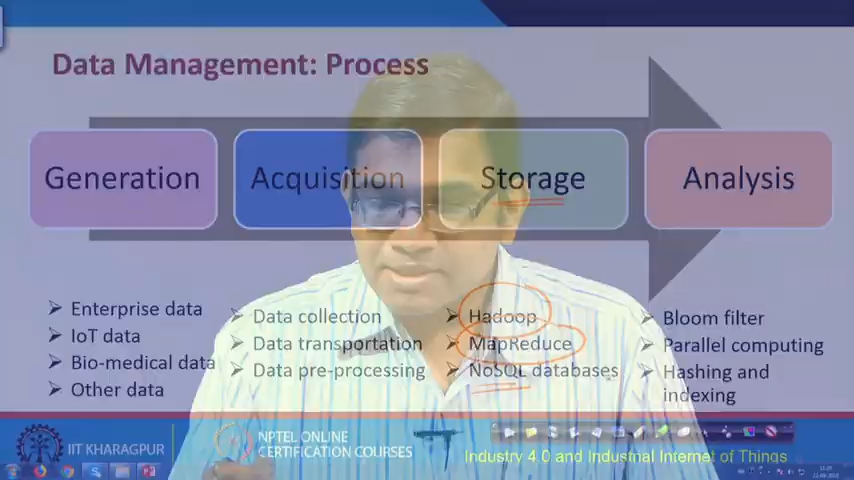 Data Management: Process
Generation
Acquisition
Storage
Analysis
Enterprise data
IoT data
Bio-medical data
Other data
Data collection
Data transportation
Data pre-processing
Hadoop
MapReduce
NoSQL databases
Bloom filter
Parallel computing
Hashing and
indexing
IIT KHARAGPUR
NPTEL ONLINE
CERTIFICATION COURSES
Industry 4.0 and Industrial Internet of Things